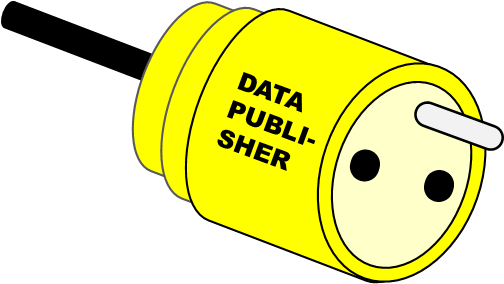 DATA
PUBLI-
SHER